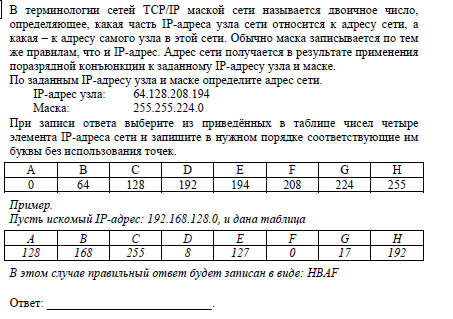 В терминологии сетей TCP/IP маской сети называется двоичное число,
определяющее, какая часть IP-адреса узла сети относится к адресу сети, а
какая – к адресу самого узла в этой сети. Обычно маска записывается по тем
же правилам, что и IP-адрес. Адрес сети получается в результате применения
поразрядной конъюнкции к заданному IP-адресу узла и маске.
По заданным IP-адресу узла и маске определите адрес сети.
IP-адрес узла: 64.128.208.194
Маска: 255.255.224.0
При записи ответа выберите из приведённых в таблице чисел четыре
элемента IP-адреса сети и запишите в нужном порядке соответствующие им
буквы без использования точек.
A B C D E F G H
0 64 128 192 194 208 224 255
Пример.
Пусть искомый IP-адрес: 192.168.128.0, и дана таблица
A B C D E F G H
128 168 255 8 127 0 17 192
В этом случае правильный ответ будет записан в виде: HBAF
Ответ: ___________________________.